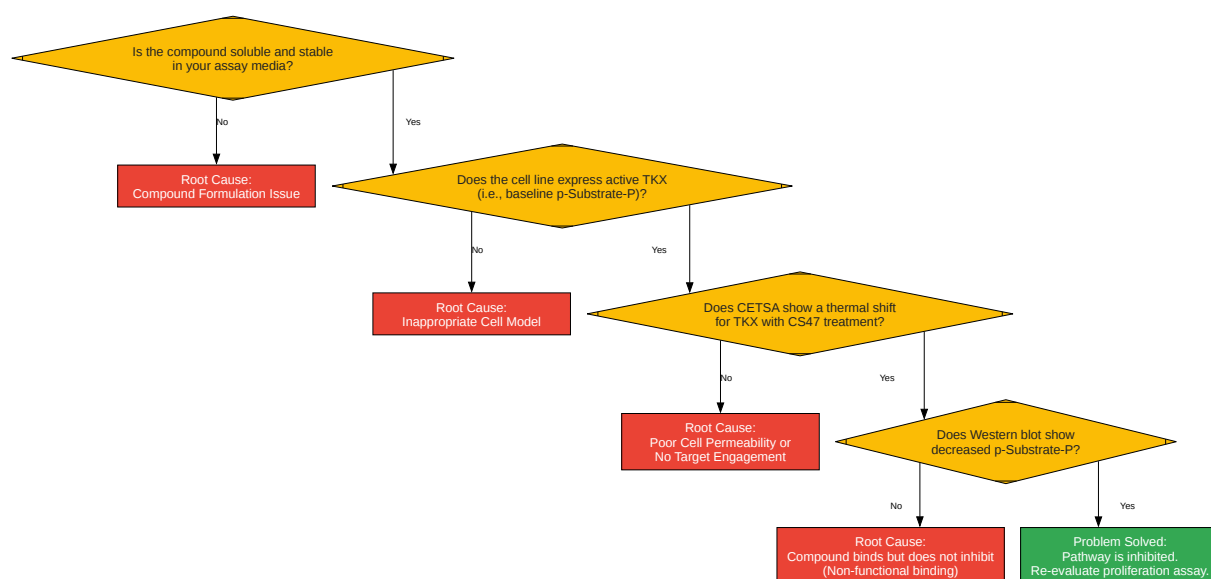 Is the compound soluble and stable
in your assay media?
No
Yes
Root Cause:
Compound Formulation Issue
Does the cell line express active TKX
(i.e., baseline p-Substrate-P)?
No
Yes
Root Cause:
Inappropriate Cell Model
Does CETSA show a thermal shift
for TKX with CS47 treatment?
No
Yes
Root Cause:
Poor Cell Permeability or
No Target Engagement
Does Western blot show
decreased p-Substrate-P?
No
Yes
Root Cause:
Compound binds but does not inhibit
(Non-functional binding)
Problem Solved:
Pathway is inhibited.
Re-evaluate proliferation assay.